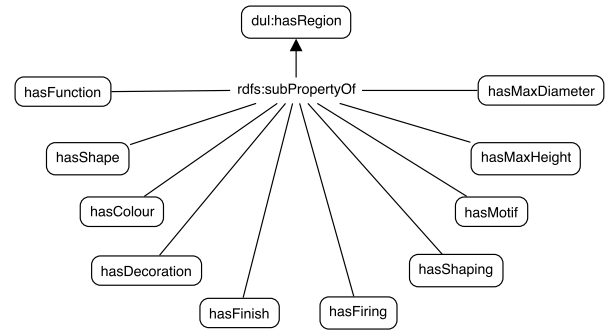 dul:hasRegion
rdfs:subPropertyOf
hasFunction
hasMaxDiameter
hasShape
hasMaxHeight
hasColour
hasMotif
hasDecoration
hasShaping
hasFinish
hasFiring